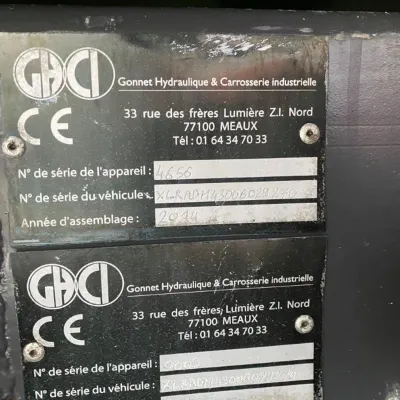 GHCI
Gonnet Hydraulique & Carrosserie industrielle
CE
33 rue des frères Lumière Z.I. Nord
77100 MEAUX
Tél : 01 64 34 70 33
N° de série de l'appareil : 4656
N° de série du véhicule :
Année d'assemblage : 2014
GHCI
Gonnet Hydraulique & Carrosserie industrielle
CE
33 rue des frères Lumière Z.I. Nord
77100 MEAUX
Tél : 01 64 34 70 33
N° de série de l'appareil :
N° de série du véhicule :